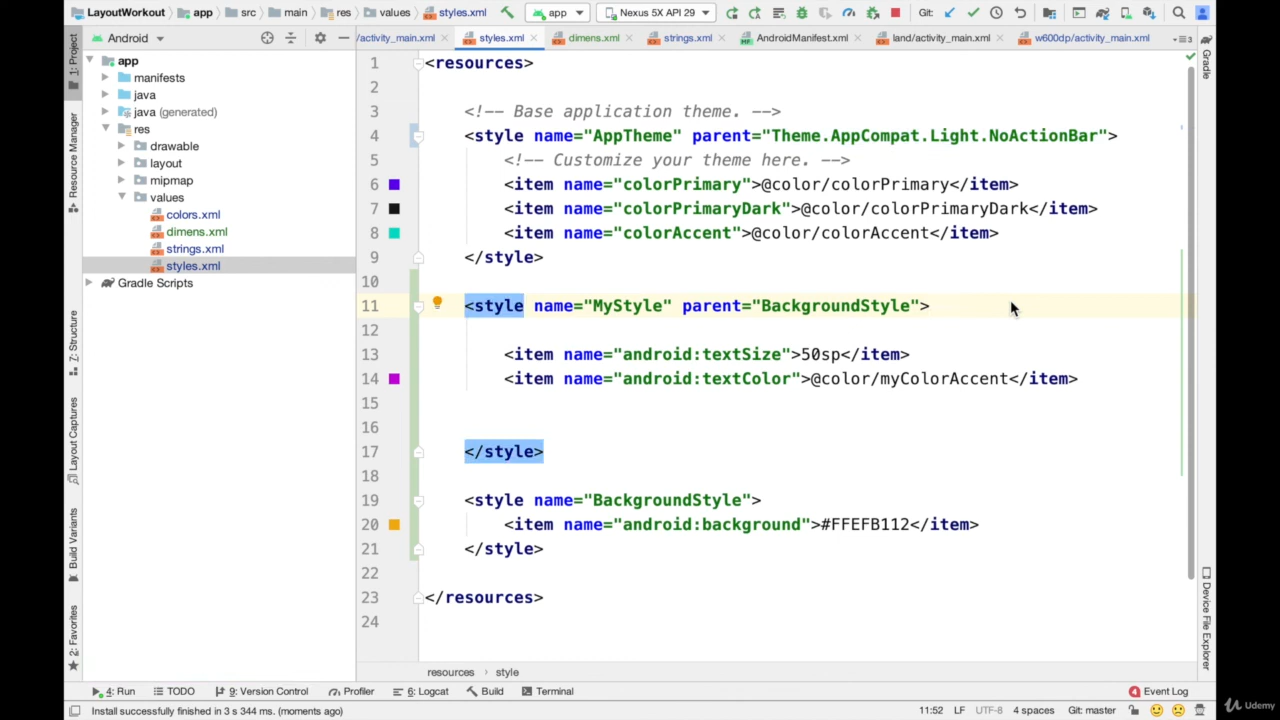 LayoutWorkout app src main res values styles.xml app Nexus 5X API 29 Git:
1: Project
Resource Manager
7: Structure
Layout Captures
Build Variants
2: Favorites
Android
app
manifests
java
java (generated)
res
drawable
layout
mipmap
values
colors.xml
dimens.xml
strings.xml
styles.xml
Gradle Scripts
/activity_main.xml styles.xml dimens.xml strings.xml AndroidManifest.xml land/activity_main.xml w600dp/activity_main.xml 3
1 <resources>
2
3 <!-- Base application theme. -->
4 <style name="AppTheme" parent="Theme.AppCompat.Light.NoActionBar">
5 <!-- Customize your theme here. -->
6 <item name="colorPrimary">@color/colorPrimary</item>
7 <item name="colorPrimaryDark">@color/colorPrimaryDark</item>
8 <item name="colorAccent">@color/colorAccent</item>
9 </style>
10
11 <style name="MyStyle" parent="BackgroundStyle">
12
13 <item name="android:textSize">50sp</item>
14 <item name="android:textColor">@color/myColorAccent</item>
15
16
17 </style>
18
19 <style name="BackgroundStyle">
20 <item name="android:background">#FFEFB112</item>
21 </style>
22
23 </resources>
24
Gradle
Device File Explorer
resources › style
4: Run TODO 9: Version Control Profiler 6: Logcat Build Terminal 4 Event Log
Install successfully finished in 3 s 344 ms. (moments ago) 11:52 LF UTF-8 4 spaces Git: master
Udemy